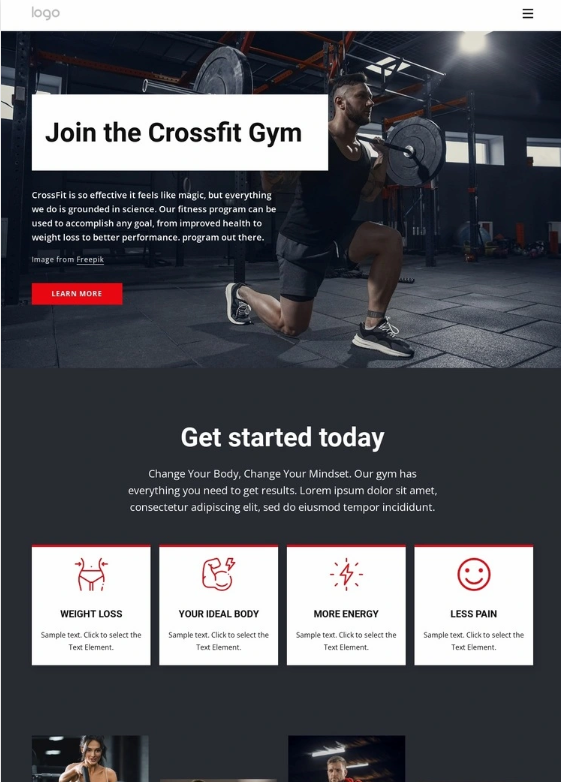 logo
Join the Crossfit Gym
CrossFit is so effective it feels like magic, but everything
we do is grounded in science. Our fitness program can be
used to accomplish any goal, from improved health to
weight loss to better performance. program out there.
Image from Freepik
LEARN MORE
Get started today
Change Your Body, Change Your Mindset. Our gym has
everything you need to get results. Lorem ipsum dolor sit amet,
consectetur adipiscing elit, sed do eiusmod tempor incididunt.
WEIGHT LOSS
Sample text. Click to select the
Text Element.
YOUR IDEAL BODY
Sample text. Click to select the
Text Element.
MORE ENERGY
Sample text. Click to select the
Text Element.
LESS PAIN
Sample text. Click to select the
Text Element.